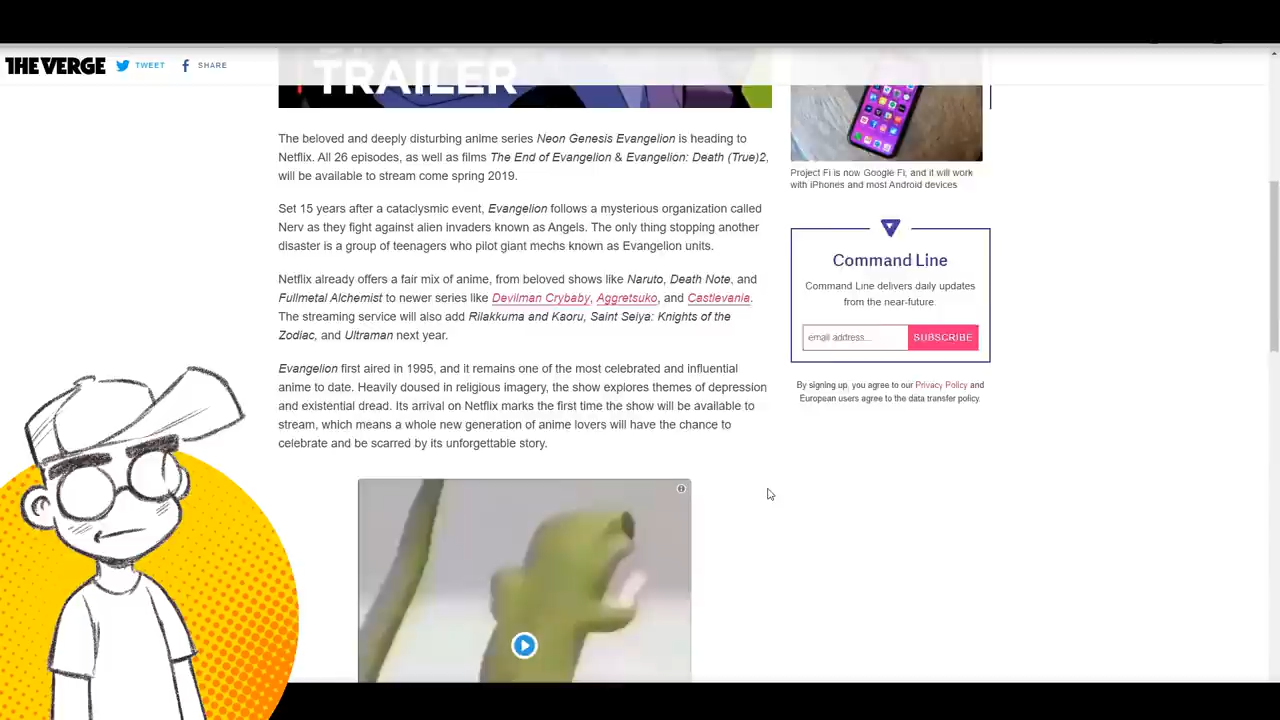 THE VERGE TWEET SHARE
TRAILER
The beloved and deeply disturbing anime series Neon Genesis Evangelion is heading to
Netflix. All 26 episodes, as well as films The End of Evangelion & Evangelion: Death (True)2,
will be available to stream come spring 2019.
Set 15 years after a cataclysmic event, Evangelion follows a mysterious organization called
Nerv as they fight against alien invaders known as Angels. The only thing stopping another
disaster is a group of teenagers who pilot giant mechs known as Evangelion units.
Netflix already offers a fair mix of anime, from beloved shows like Naruto, Death Note, and
Fullmetal Alchemist to newer series like Devilman Crybaby, Aggretsuko, and Castlevania.
The streaming service will also add Rilakkuma and Kaoru, Saint Seiya: Knights of the
Zodiac, and Ultraman next year.
Evangelion first aired in 1995, and it remains one of the most celebrated and influential
anime to date. Heavily doused in religious imagery, the show explores themes of depression
and existential dread. Its arrival on Netflix marks the first time the show will be available to
stream, which means a whole new generation of anime lovers will have the chance to
celebrate and be scarred by its unforgettable story.
Project Fi is now Google Fi, and it will work
with iPhones and most Android devices
Command Line
Command Line delivers daily updates
from the near-future.
email address... SUBSCRIBE
By signing up, you agree to our Privacy Policy and
European users agree to the data transfer policy.